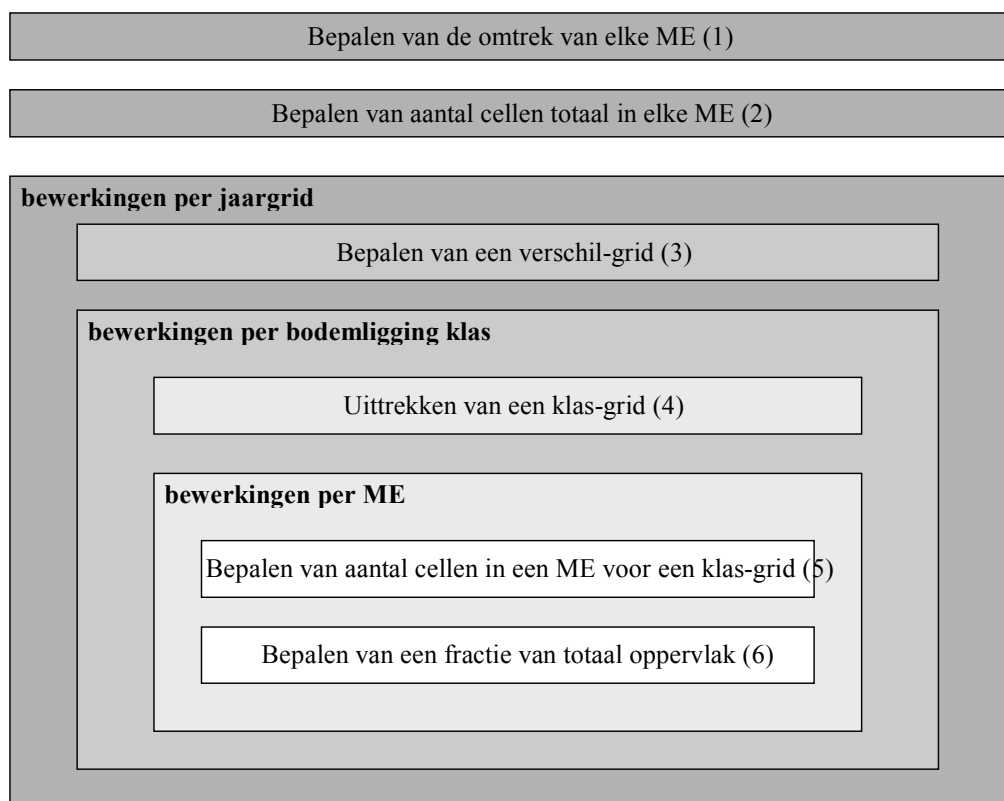 Bepalen van de omtrek van elke ME (1)
Bepalen van aantal cellen totaal in elke ME (2)
bewerkingen per jaargrid
Bepalen van een verschil-grid (3)
bewerkingen per bodemligging klas
Uittrekken van een klas-grid (4)
bewerkingen per ME
Bepalen van aantal cellen in een ME voor een klas-grid (5)
Bepalen van een fractie van totaal oppervlak (6)